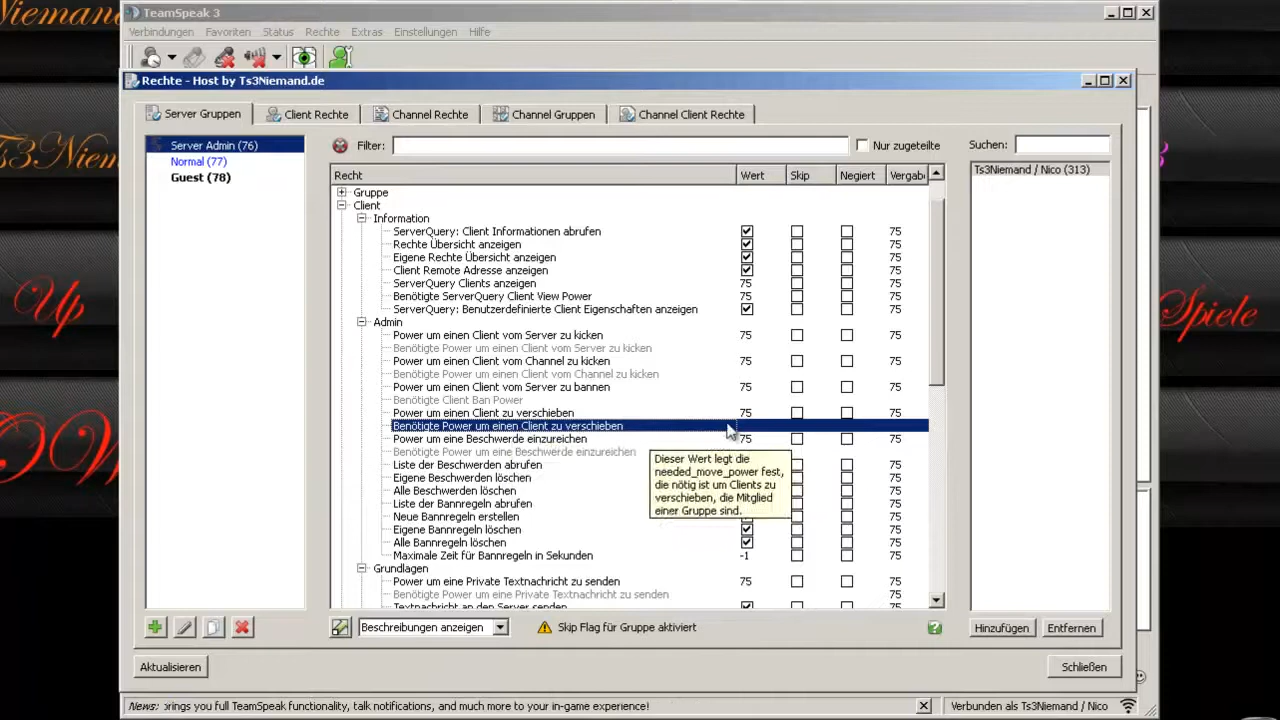 Niemand
TeamSpeak 3
Verbindungen Favoriten Status Rechte Extras Einstellungen Hilfe
Rechte - Host by Ts3Niemand.de
Server Gruppen Client Rechte Channel Rechte Channel Gruppen Channel Client Rechte
Server Admin (76)
Normal (77)
Guest (78)
Filter: Nur zugeteilte Suchen:
Ts3Niemand / Nico (313)
Recht Wert Skip Negiert Vergab
Gruppe
Client
Information
ServerQuery: Client Informationen abrufen 75
Rechte Übersicht anzeigen 75
Eigene Rechte Übersicht anzeigen 75
Client Remote Adresse anzeigen 75
ServerQuery Clients anzeigen 75 75
Benötigte ServerQuery Client View Power 75 75
ServerQuery: Benutzerdefinierte Client Eigenschaften anzeigen 75
Admin
Power um einen Client vom Server zu kicken 75 75
Benötigte Power um einen Client vom Server zu kicken
Power um einen Client vom Channel zu kicken 75 75
Benötigte Power um einen Client vom Channel zu kicken
Power um einen Client vom Server zu bannen 75 75
Benötigte Client Ban Power
Power um einen Client zu verschieben 75 75
Benötigte Power um einen Client zu verschieben
Power um eine Beschwerde einzureichen 75 75
Benötigte Power um eine Beschwerde einzureichen
Liste der Beschwerden abrufen 75
Eigene Beschwerden löschen 75
Alle Beschwerden löschen 75
Liste der Bannregeln abrufen 75
Neue Bannregeln erstellen 75
Eigene Bannregeln löschen 75
Alle Bannregeln löschen 75
Maximale Zeit für Bannregeln in Sekunden -1 75
Grundlagen
Power um eine Private Textnachricht zu senden 75 75
Benötigte Power um eine Private Textnachricht zu senden
Textnachricht an den Server senden 75
Dieser Wert legt die
needed_move_power fest,
die nötig ist um Clients zu
verschieben, die Mitglied
einer Gruppe sind.
Beschreibungen anzeigen Skip Flag für Gruppe aktiviert Hinzufügen Entfernen
Aktualisieren Schließen
News: brings you full TeamSpeak functionality, talk notifications, and much more to your in-game experience! Verbunden als Ts3Niemand / Nico
Ts3Niem
Up
Spiele